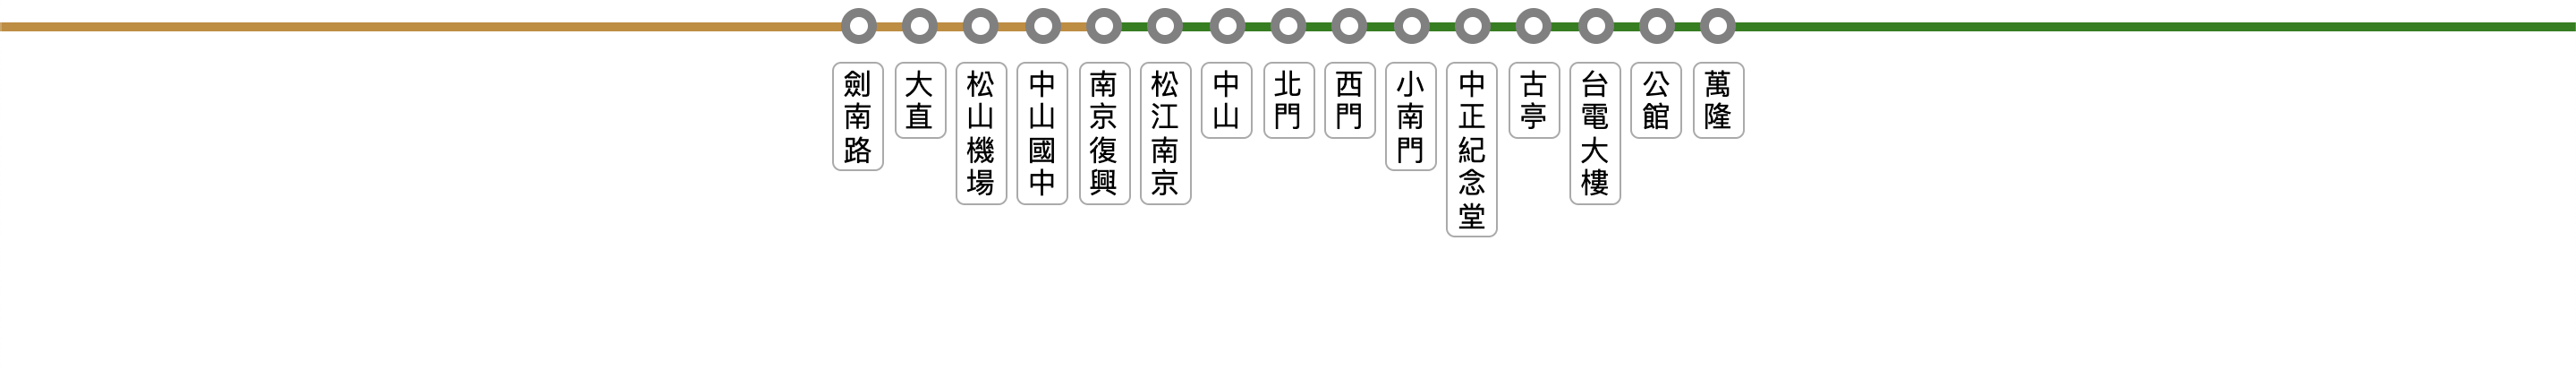 劍南路
大直
松山機場
中山國中
南京復興
松江南京
中山
北門
西門
小南門
中正紀念堂
古亭
台電大樓
公館
萬隆